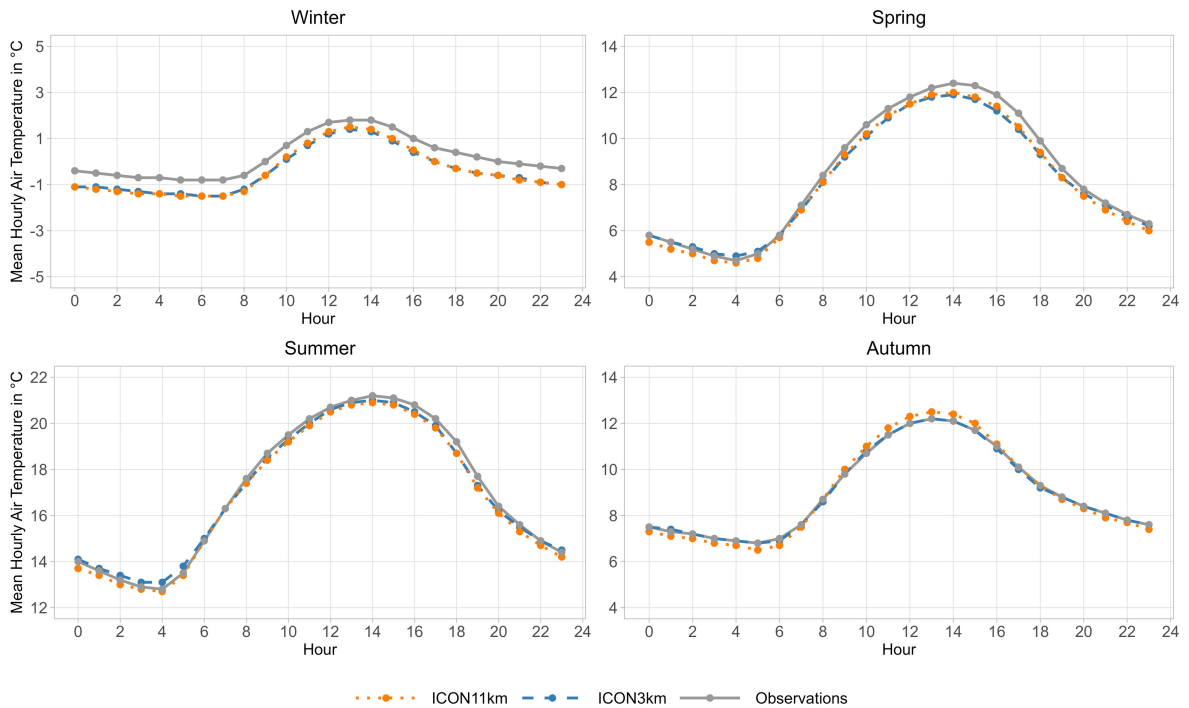 Winter
Mean Hourly Air Temperature in °C
5
3
1
-1
-3
-5
0 2 4 6 8 10 12 14 16 18 20 22 24
Hour
Spring
14
12
10
8
6
4
0 2 4 6 8 10 12 14 16 18 20 22 24
Hour
Summer
Mean Hourly Air Temperature in °C
22
20
18
16
14
12
0 2 4 6 8 10 12 14 16 18 20 22 24
Hour
Autumn
14
12
10
8
6
4
0 2 4 6 8 10 12 14 16 18 20 22 24
Hour
ICON11km ICON3km Observations